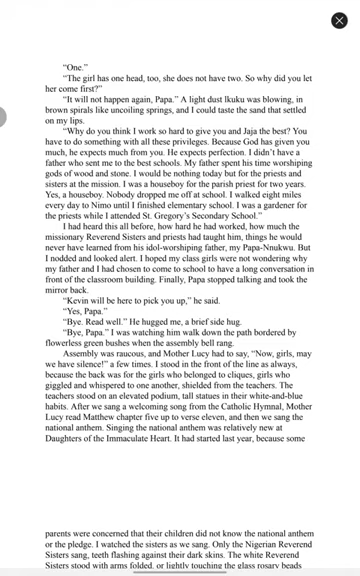 “One.”
“The girl has one head, too, she does not have two. So why did you let
her come first?”
“It will not happen again, Papa.” A light dust ikuku was blowing, in
brown spirals like uncoiling springs, and I could taste the sand that settled
on my lips.
“Why do you think I work so hard to give you and Jaja the best? You
have to do something with all these privileges. Because God has given you
much, he expects much from you. He expects perfection. I didn’t have a
father who sent me to the best schools. My father spent his time worshiping
gods of wood and stone. I would be nothing today but for the priests and
sisters at the mission. I was a houseboy for the parish priest for two years.
Yes, a houseboy. Nobody dropped me off at school. I walked eight miles
every day to Nimo until I finished elementary school. I was a gardener for
the priests while I attended St. Gregory’s Secondary School.”
I had heard this all before, how hard he had worked, how much the
missionary Reverend Sisters and priests had taught him, things he would
never have learned from his idol-worshiping father, my Papa-Nnukwu. But
I nodded and looked alert. I hoped my class girls were not wondering why
my father and I had chosen to come to school to have a long conversation in
front of the classroom building. Finally, Papa stopped talking and took the
mirror back.
“Kevin will be here to pick you up,” he said.
“Yes, Papa.”
“Bye. Read well.” He hugged me, a brief side hug.
“Bye, Papa.” I was watching him walk down the path bordered by
flowerless green bushes when the assembly bell rang.
Assembly was raucous, and Mother Lucy had to say, “Now, girls, may
we have silence!” a few times. I stood in the front of the line as always,
because the back was for the girls who belonged to cliques, girls who
giggled and whispered to one another, shielded from the teachers. The
teachers stood on an elevated podium, tall statues in their white-and-blue
habits. After we sang a welcoming song from the Catholic Hymnal, Mother
Lucy read Matthew chapter five up to verse eleven, and then we sang the
national anthem. Singing the national anthem was relatively new at
Daughters of the Immaculate Heart. It had started last year, because some
parents were concerned that their children did not know the national anthem
or the pledge. I watched the sisters as we sang. Only the Nigerian Reverend
Sisters sang, teeth flashing against their dark skins. The white Reverend
Sisters stood with arms folded, or lightly touching the glass rosary beads